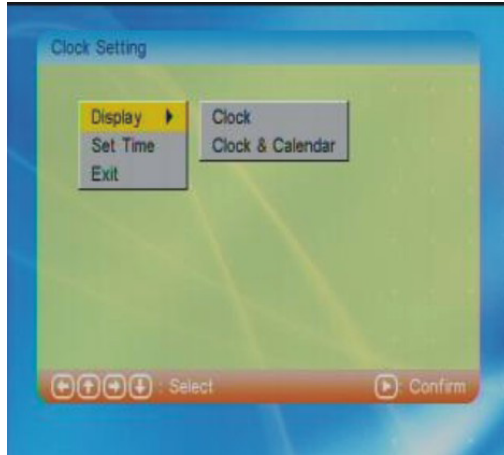 Clock Setting
Display
Set Time
Exit
Clock
Clock & Calendar
: Select
: Confirm